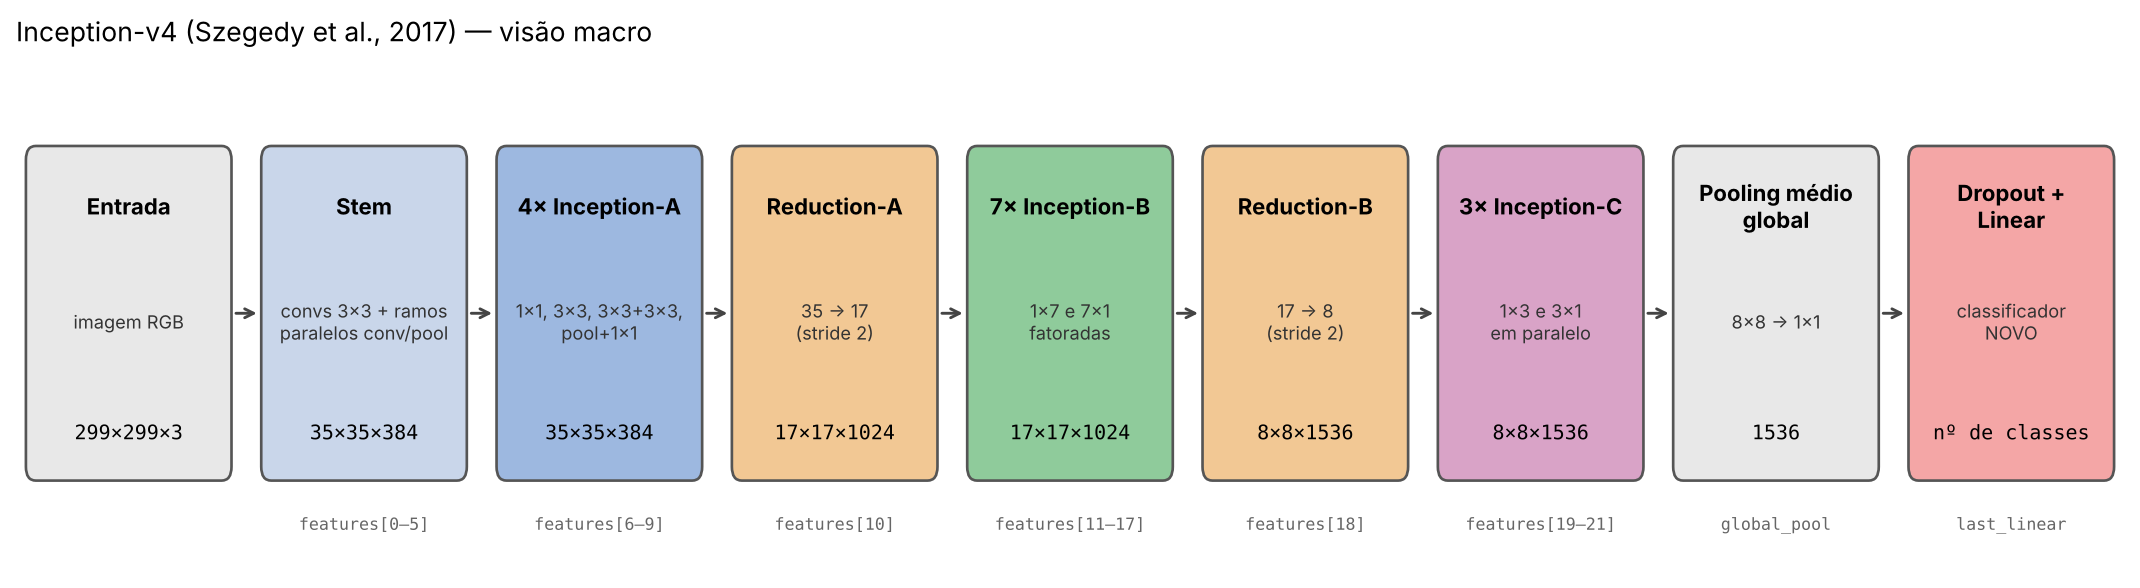 Inception-v4 (Szegedy et al., 2017) — visão macro
Entrada
imagem RGB
299×299×3
Stem
convs 3×3 + ramos
paralelos conv/pool
35×35×384
features[0–5]
4× Inception-A
1×1, 3×3, 3×3+3×3,
pool+1×1
35×35×384
features[6–9]
Reduction-A
35 → 17
(stride 2)
17×17×1024
features[10]
7× Inception-B
1×7 e 7×1
fatoradas
17×17×1024
features[11–17]
Reduction-B
17 → 8
(stride 2)
8×8×1536
features[18]
3× Inception-C
1×3 e 3×1
em paralelo
8×8×1536
features[19–21]
Pooling médio
global
8×8 → 1×1
1536
global_pool
Dropout +
Linear
classificador
NOVO
nº de classes
last_linear